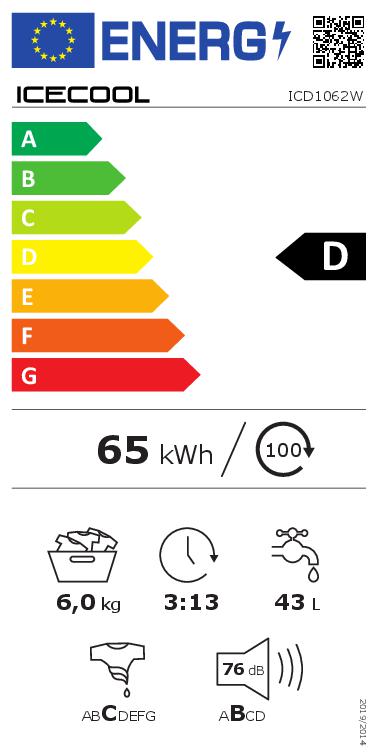 ENERG
ICECOOL
ICD1062W
A
B
C
D
D
E
F
G
65 kWh / 100
6,0 kg
3:13
43 L
76 dB
ABCDEFG
ABCD
2019/2014